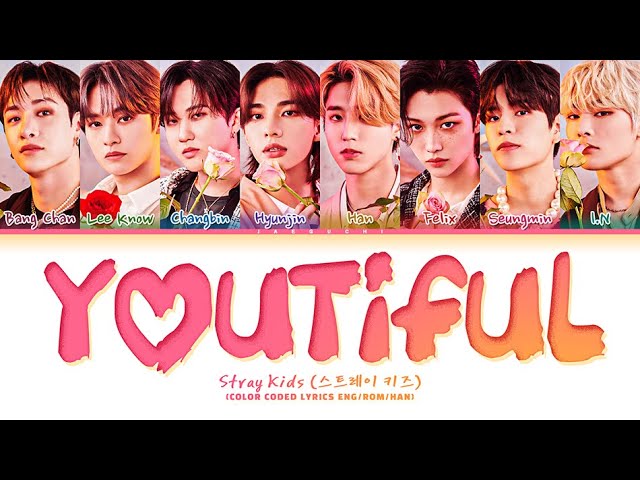 Bang Chan Lee Know Changbin Hyunjin Han Felix Seungmin I.N
JAEGUCHI
YOUTiFUL
Stray Kids (스트레이 키즈)
(COLOR CODED LYRICS ENG/ROM/HAN)